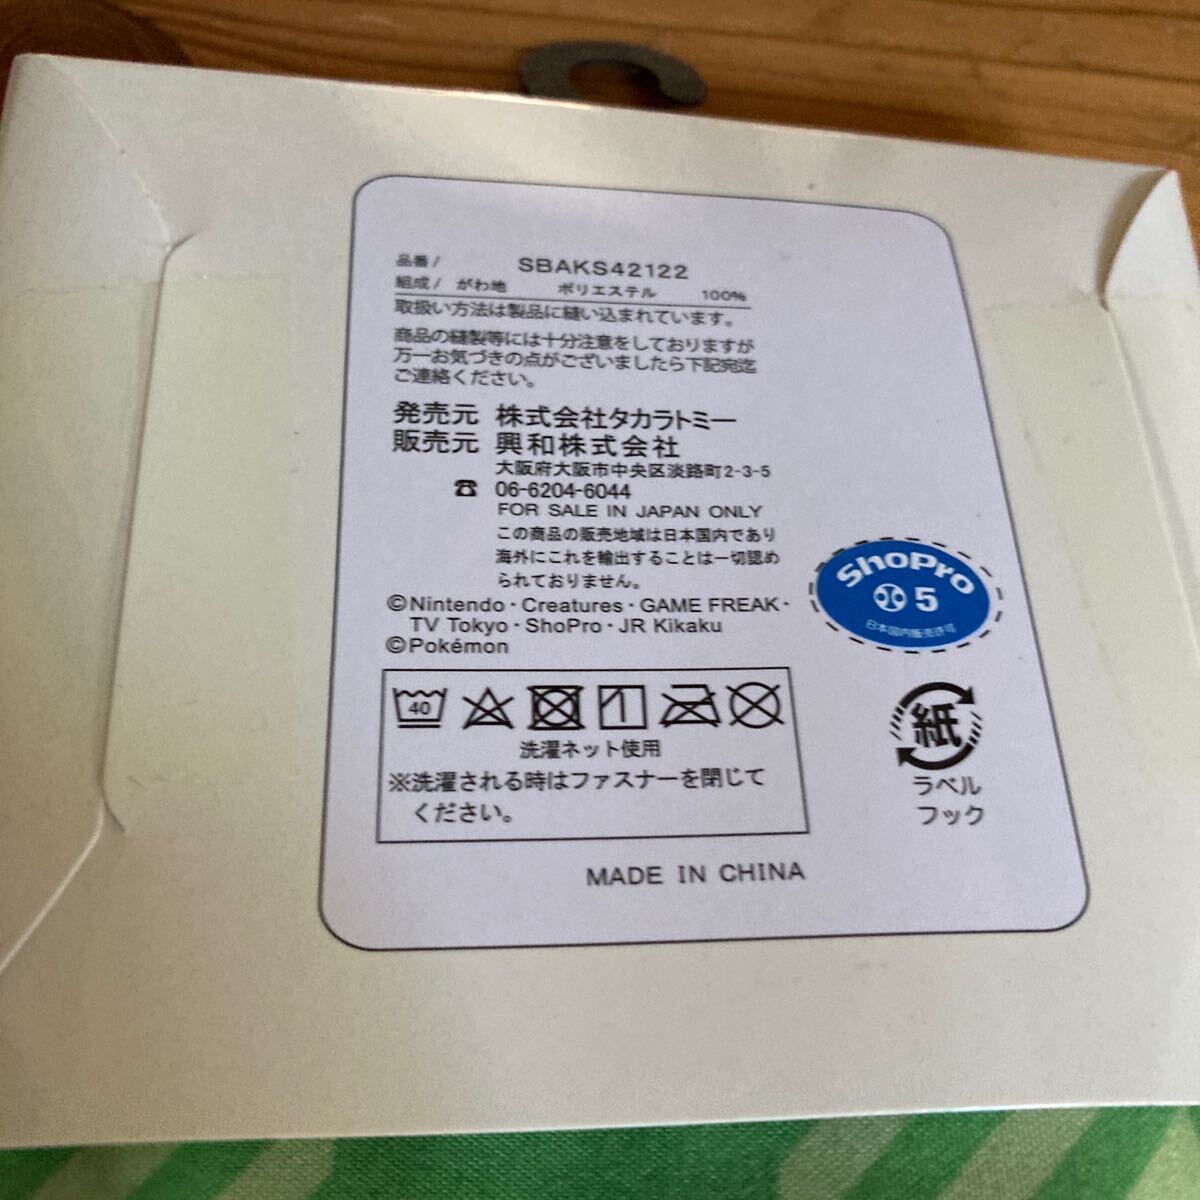 品番/ SBAKS42122
組成/ がわ地 ポリエステル 100%
取扱い方法は製品に縫い込まれています。
商品の縫製等には十分注意をしておりますが
万一お気づきの点がございましたら下記宛迄
ご連絡ください。
発売元 株式会社タカラトミー
販売元 興和株式会社
大阪府大阪市中央区淡路町2-3-5
☎ 06-6204-6044
FOR SALE IN JAPAN ONLY
この商品の販売地域は日本国内であり
海外にこれを輸出することは一切認め
られておりません。
©Nintendo・Creatures・GAME FREAK・
TV Tokyo・ShoPro・JR Kikaku
©Pokémon
ShoPro
5
日本国内販売許可
40
洗濯ネット使用
※洗濯される時はファスナーを閉じて
ください。
紙
ラベル
フック
MADE IN CHINA